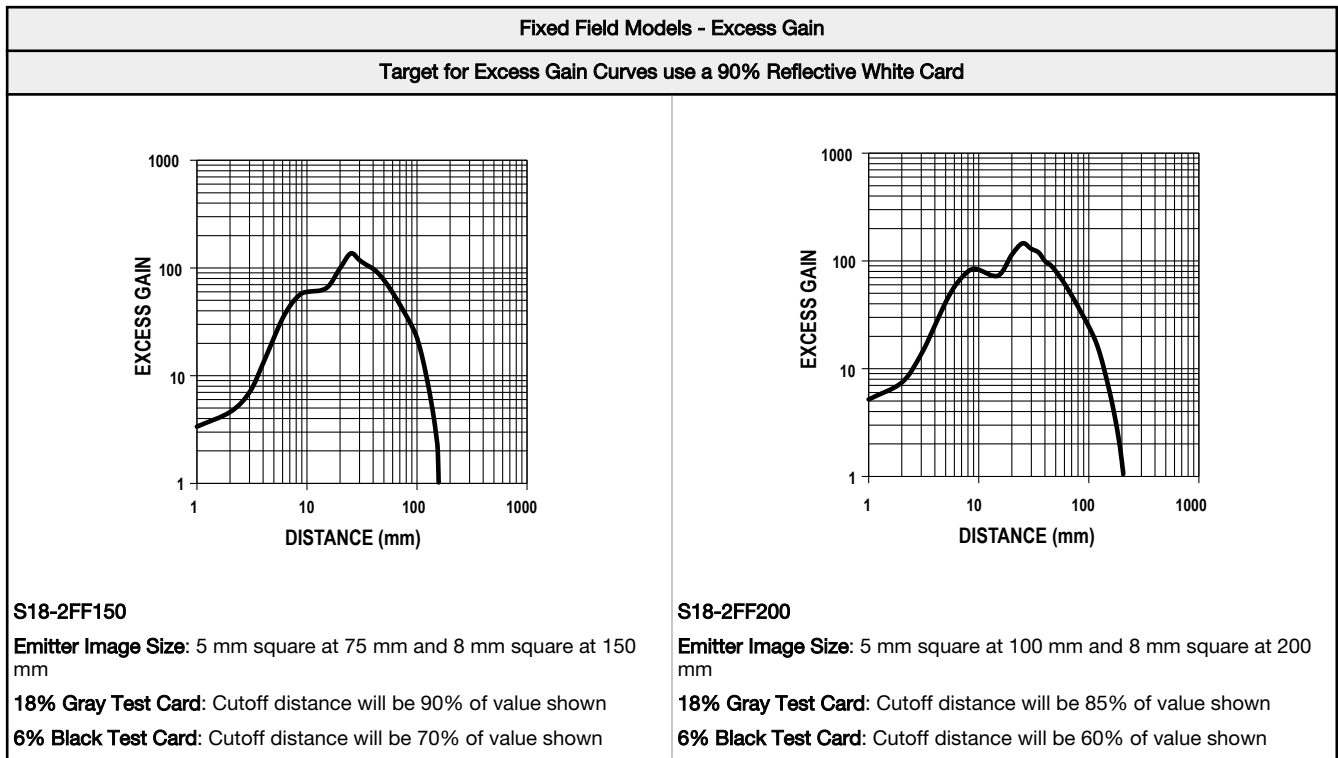 Fixed Field Models - Excess Gain
Target for Excess Gain Curves use a 90% Reflective White Card
1000
100
10
1
EXCESS GAIN
1
10
100
1000
DISTANCE (mm)
S18-2FF150
Emitter Image Size: 5 mm square at 75 mm and 8 mm square at 150
mm
18% Gray Test Card: Cutoff distance will be 90% of value shown
6% Black Test Card: Cutoff distance will be 70% of value shown
1000
100
10
1
EXCESS GAIN
1
10
100
1000
DISTANCE (mm)
S18-2FF200
Emitter Image Size: 5 mm square at 100 mm and 8 mm square at 200
mm
18% Gray Test Card: Cutoff distance will be 85% of value shown
6% Black Test Card: Cutoff distance will be 60% of value shown